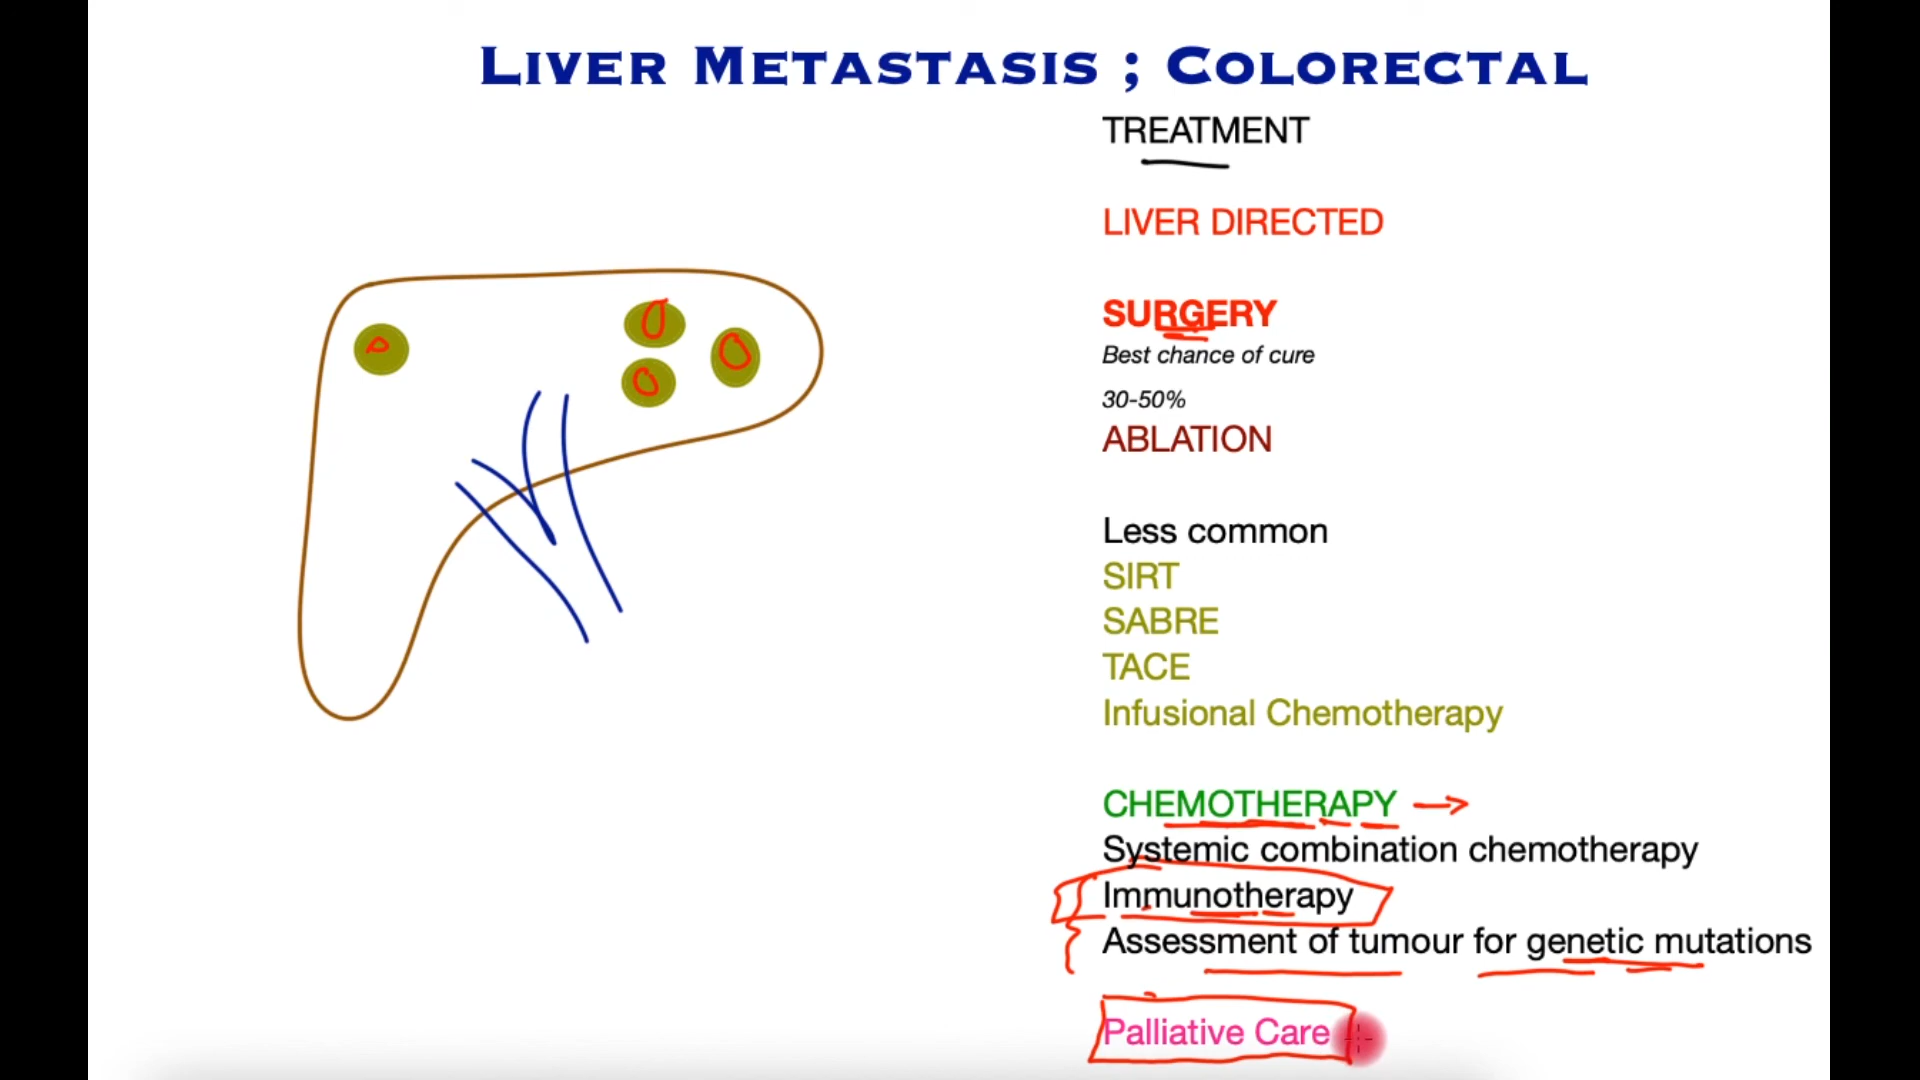 LIVER METASTASIS ; COLORECTAL
TREATMENT
LIVER DIRECTED
SURGERY
Best chance of cure
30-50%
ABLATION
Less common
SIRT
SABRE
TACE
Infusional Chemotherapy
CHEMOTHERAPY
Systemic combination chemotherapy
Immunotherapy
Assessment of tumour for genetic mutations
Palliative Care